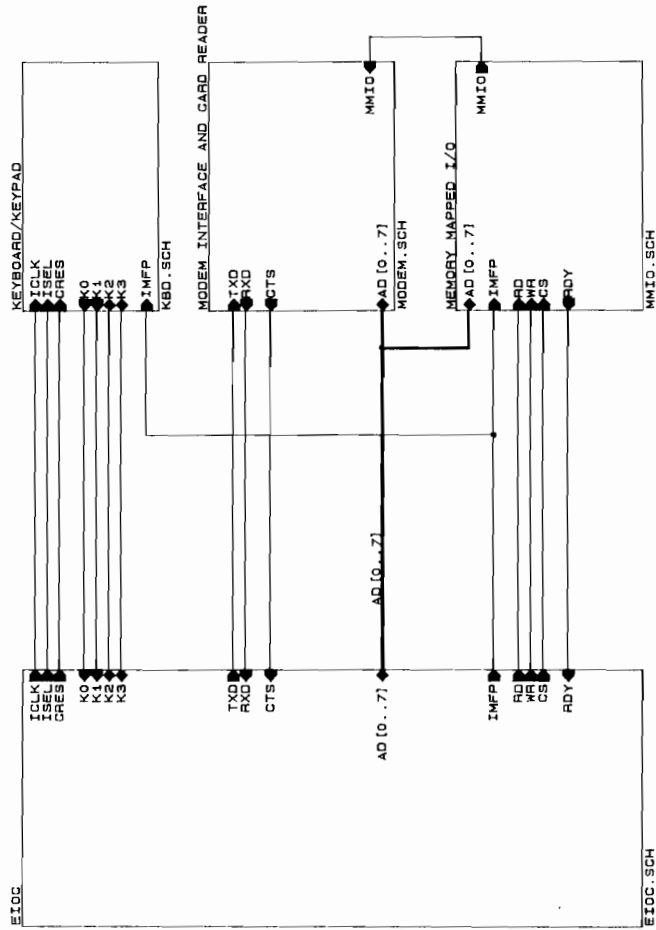 EIOC
ICLK
ISEL
CRES
K0
K1
K2
K3
TXD
RXD
CTS
AD[0..7]
IMFP
RD
WR
CS
RDY
EIOC.SCH
AD[0..7]
KEYBOARD/KEYPAD
ICLK
ISEL
CRES
K0
K1
K2
K3
IMFP
KBD.SCH
MODEM INTERFACE AND CARD READER
TXD
RXD
CTS
MMIO
AD[0..7]
MODEM.SCH
MEMORY MAPPED I/O
AD[0..7]
MMIO
IMFP
RD
WR
CS
RDY
MMIO.SCH